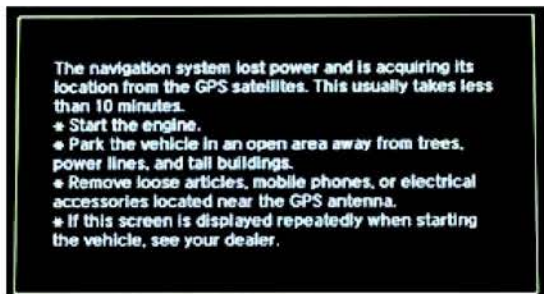 The navigation system lost power and is acquiring its
location from the GPS satellites. This usually takes less
than 10 minutes.
* Start the engine.
* Park the vehicle in an open area away from trees,
power lines, and tall buildings.
* Remove loose articles, mobile phones, or electrical
accessories located near the GPS antenna.
* If this screen is displayed repeatedly when starting
the vehicle, see your dealer.